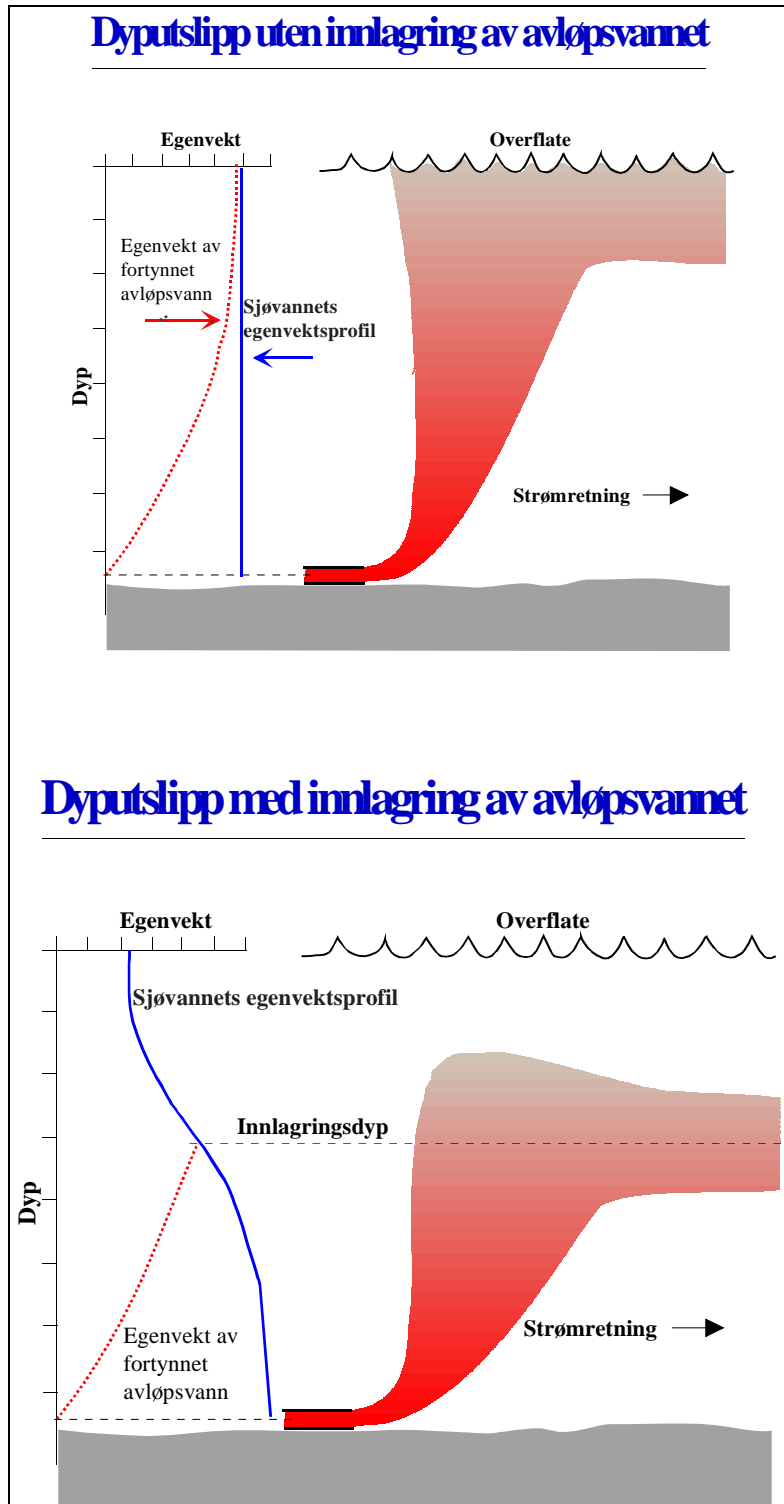 Dyputslipp uten innlagring av avløpsvannet
Egenvekt
Overflate
Egenvekt av
fortynnet
avløpsvann
Sjøvannets
egenvektsprofil
Dyp
Strømretning
Dyputslipp med innlagring av avløpsvannet
Egenvekt
Overflate
Sjøvannets egenvektsprofil
Innlagringsdyp
Dyp
Egenvekt av
fortynnet
avløpsvann
Strømretning